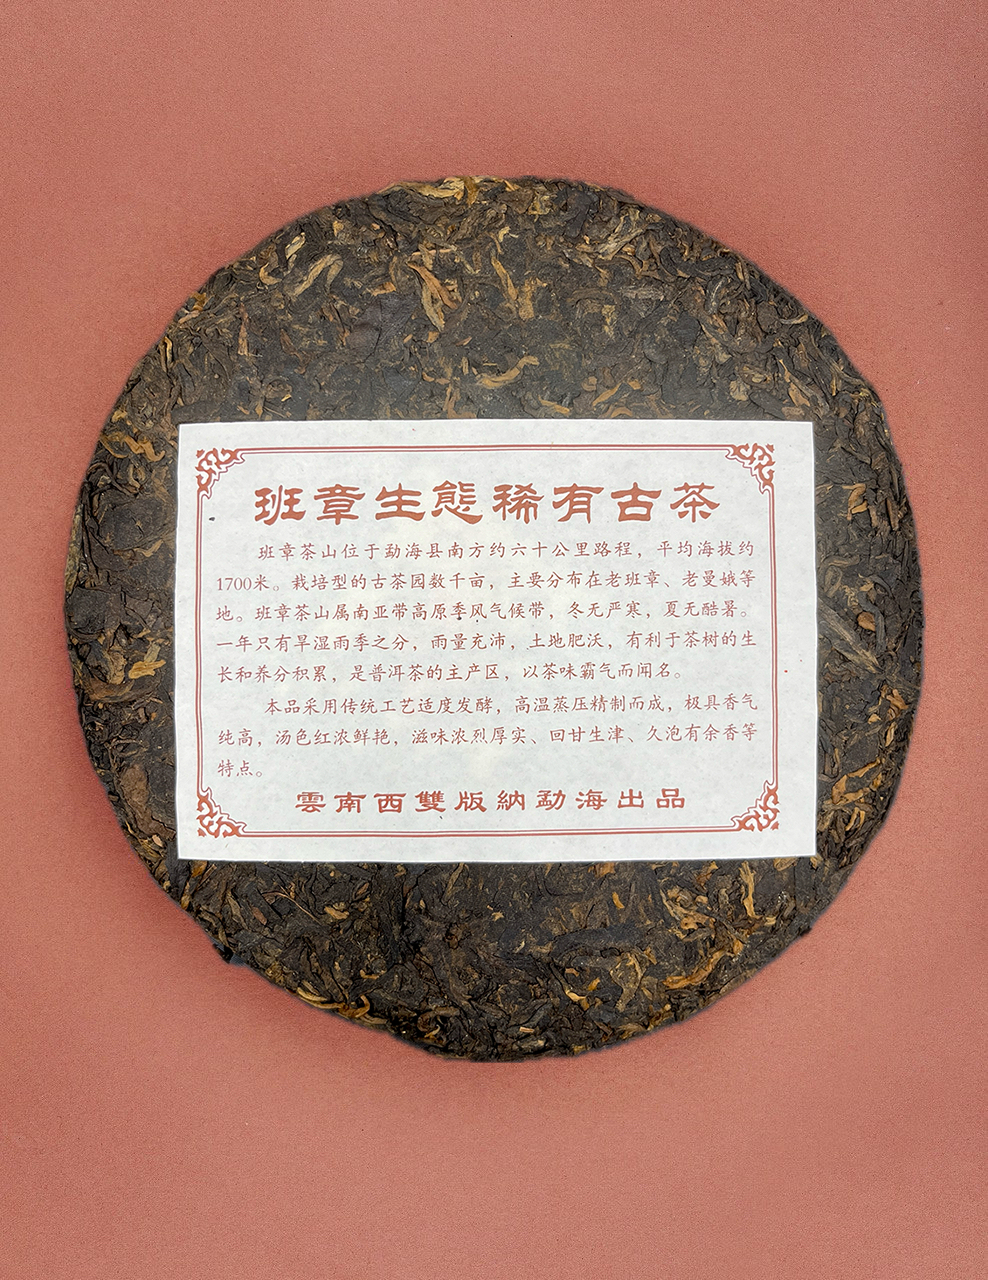 班章生態稀有古茶
班章茶山位于勐海县南方约六十公里路程，平均海拔约
1700米。栽培型的古茶园数千亩，主要分布在老班章、老曼娥等
地。班章茶山属南亚带高原季风气候带，冬无严寒，夏无酷暑。
一年只有旱湿雨季之分，雨量充沛，土地肥沃，有利于茶树的生
长和养分积累，是普洱茶的主产区，以茶味霸气而闻名。
本品采用传统工艺适度发酵，高温蒸压精制而成，极具香气
纯高，汤色红浓鲜艳，滋味浓烈厚实、回甘生津、久泡有余香等
特点。
雲南西雙版納勐海出品